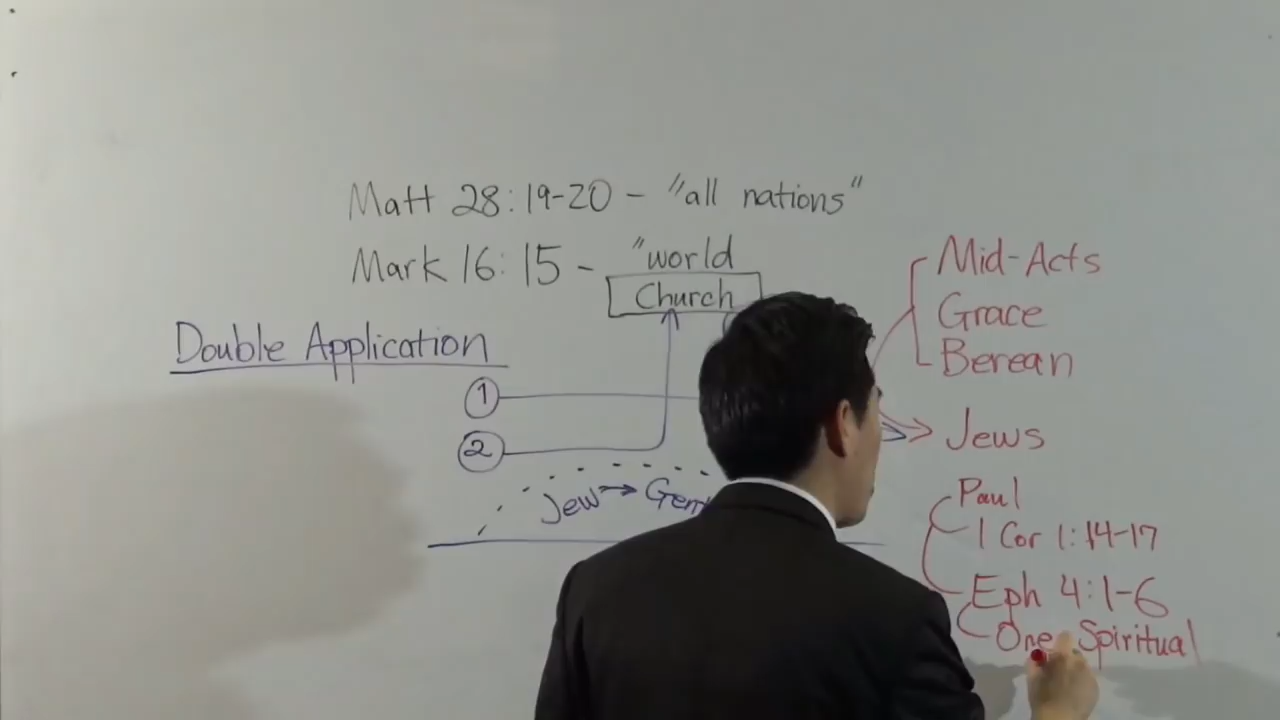 Matt 28:19-20 - "all nations"
Mark 16:15 - "world
Church
Double Application
1
2
Jew → 
Mid-Acts
Grace
Berean
Jews
Paul
1 Cor 1:14-17
Eph 4:1-6
One Spiritual